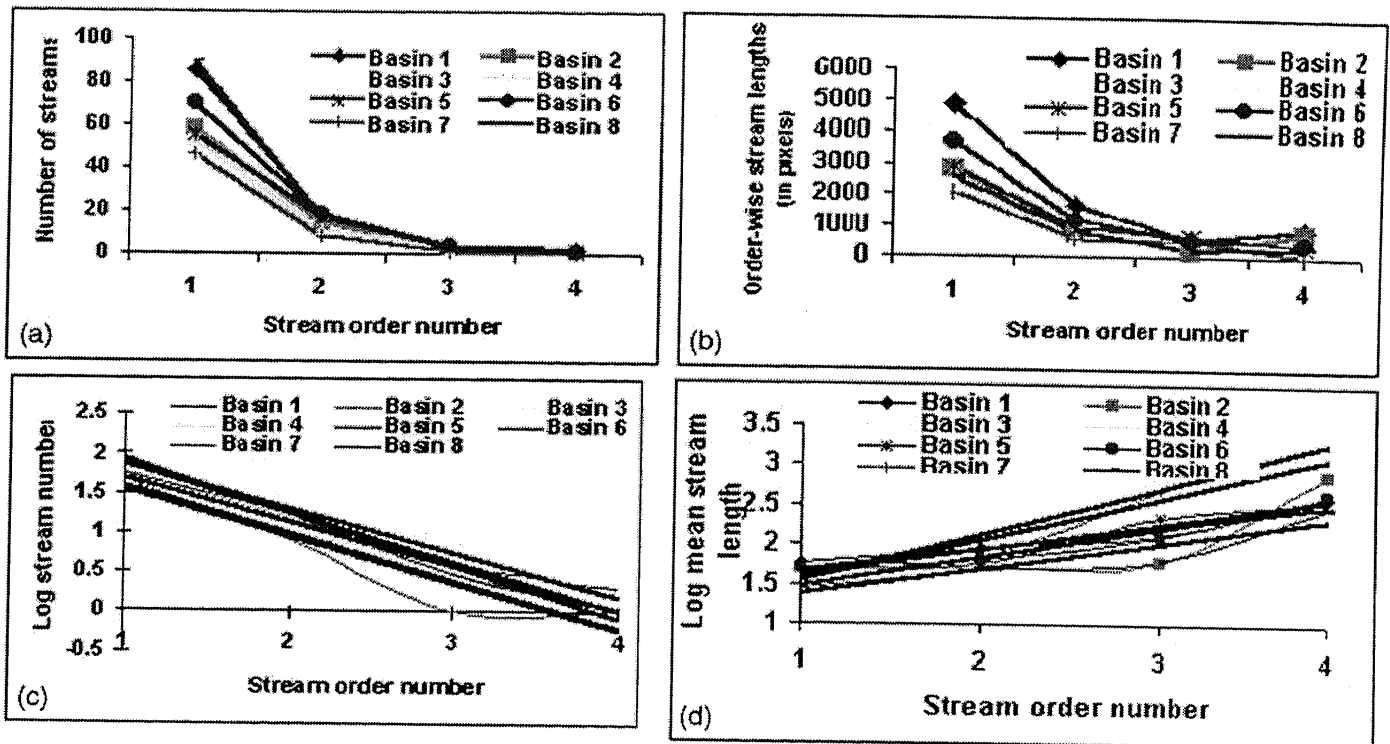 100
80
60
40
20
0
Number of streams
Basin 1
Basin 2
Basin 3
Basin 4
Basin 5
Basin 6
Basin 7
Basin 8
1
2
3
4
Stream order number
(a)
6000
5000
4000
3000
2000
1000
0
Order-wise stream lengths
(in pixels)
Basin 1
Basin 2
Basin 3
Basin 4
Basin 5
Basin 6
Basin 7
Basin 8
1
2
3
4
Stream order number
(b)
2.5
2
1.5
1
0.5
0
-0.5
Log stream number
Basin 1
Basin 2
Basin 3
Basin 4
Basin 5
Basin 6
Basin 7
Basin 8
1
2
3
4
Stream order number
(c)
3.5
3
2.5
2
1.5
1
Log mean stream
length
Basin 1
Basin 2
Basin 3
Basin 4
Basin 5
Basin 6
Basin 7
Basin 8
1
2
3
4
Stream order number
(d)